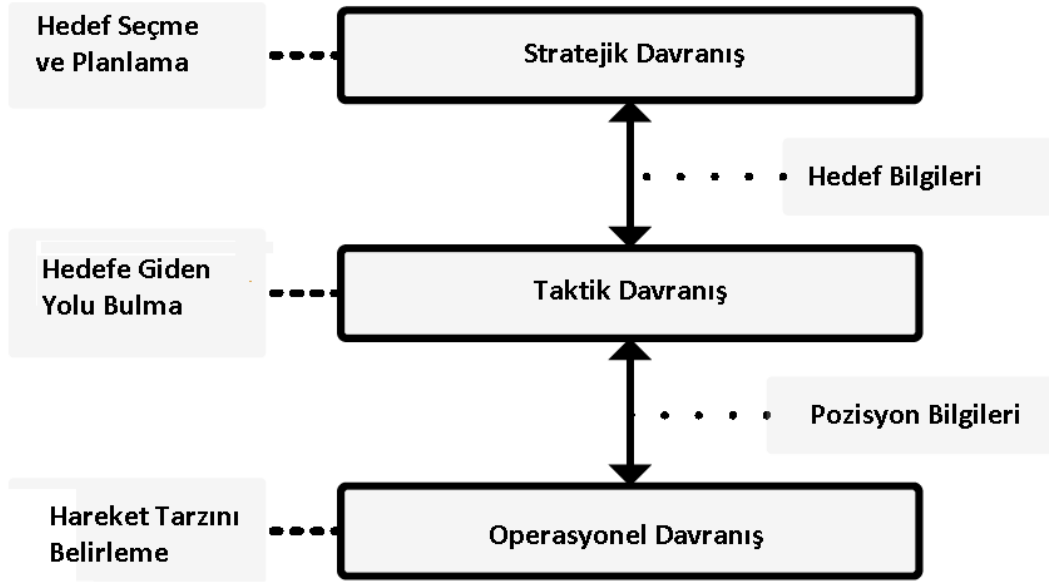 Hedef Seçme
ve Planlama
Stratejik Davranış
Hedef Bilgileri
Hedefe Giden
Yolu Bulma
Taktik Davranış
Pozisyon Bilgileri
Hareket Tarzını
Belirleme
Operasyonel Davranış